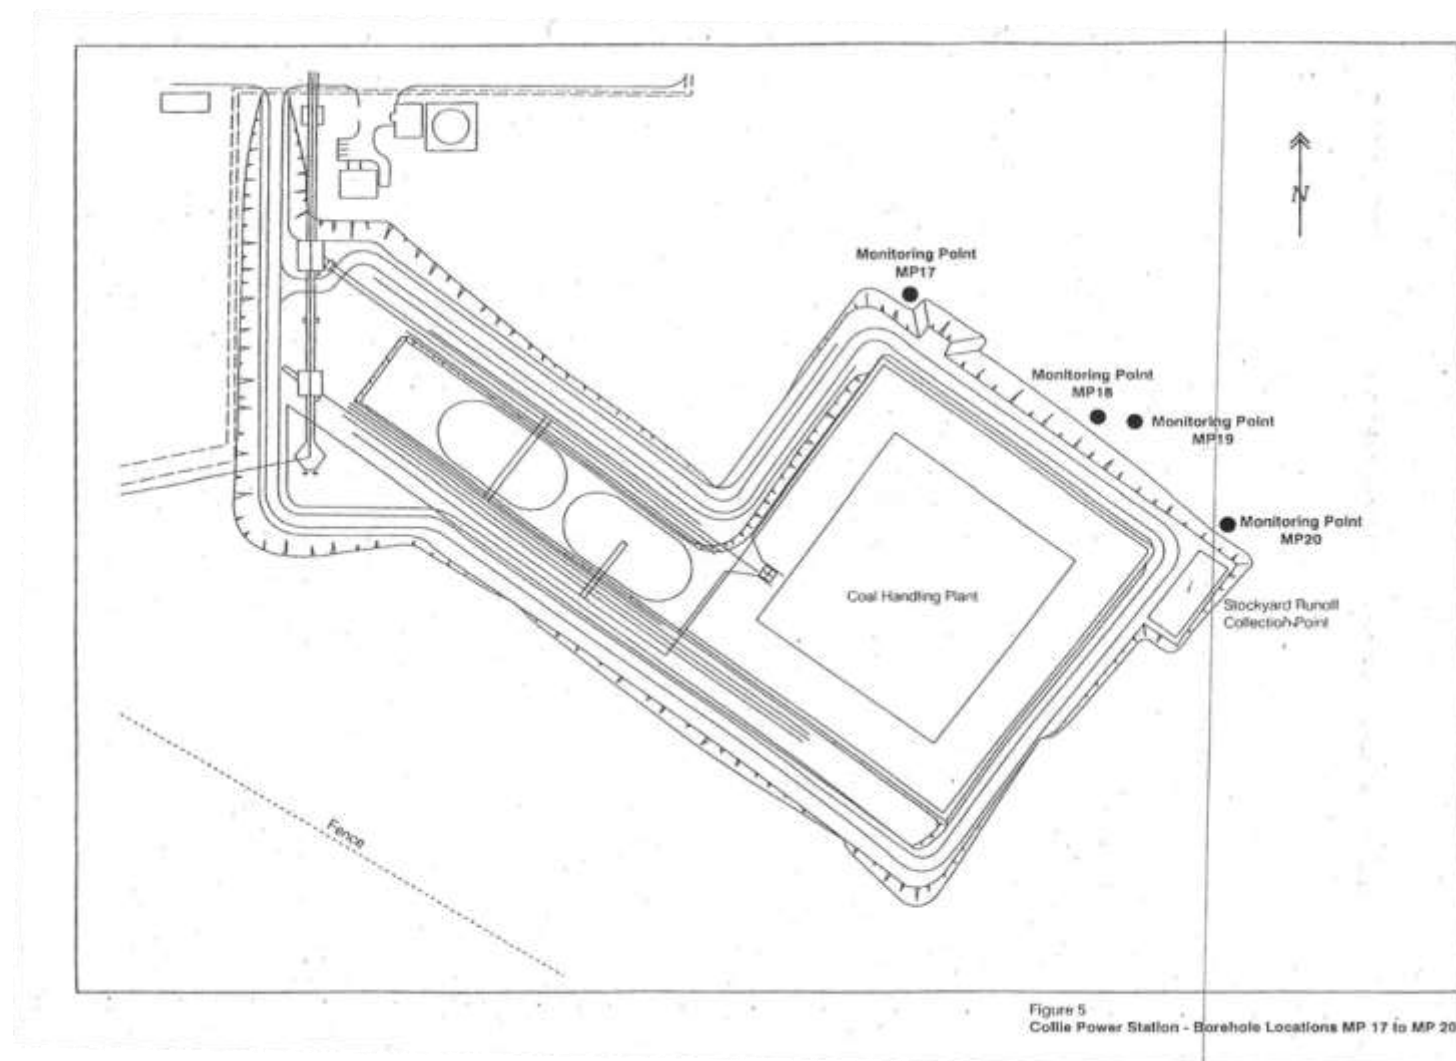 N
Monitoring Point
MP17
Monitoring Point
MP18
Monitoring Point
MP19
Monitoring Point
MP20
Coal Handling Plant
Stockyard Runoff
Collection Point
Fence
Figure 5
Collie Power Station - Borehole Locations MP 17 to MP 20